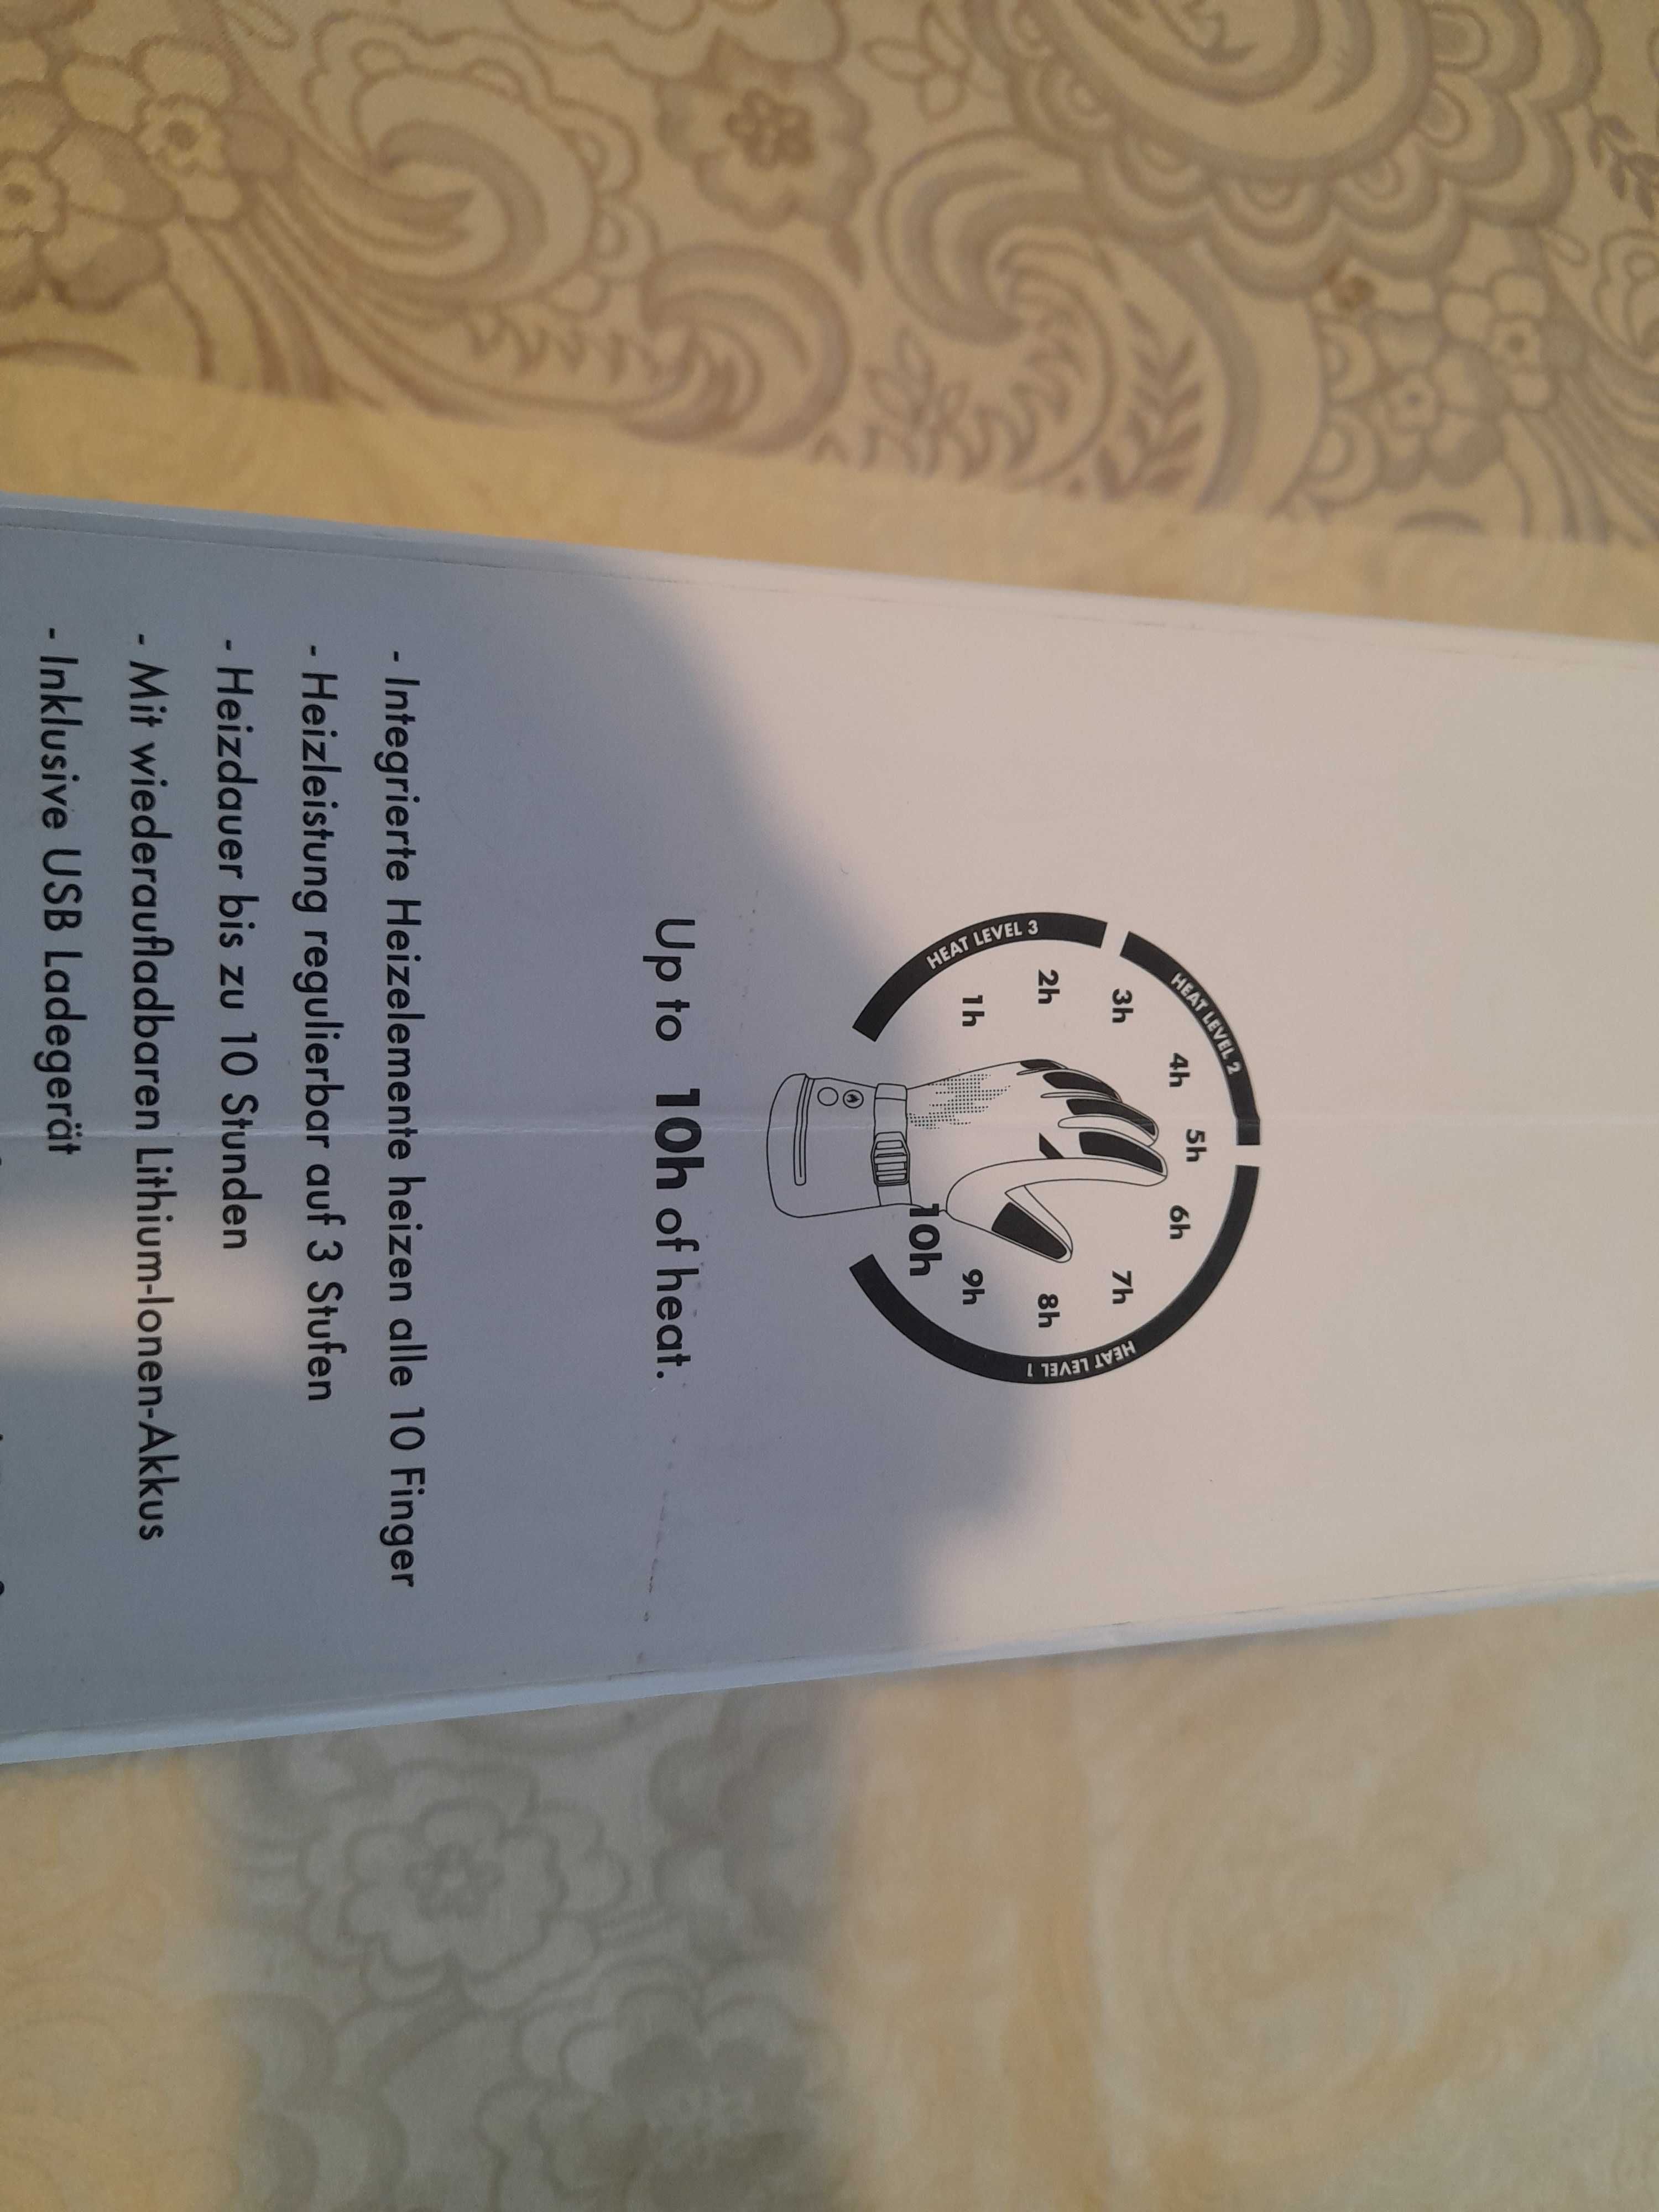 HEAT LEVEL 3
HEAT LEVEL 2
HEAT LEVEL 1
1h
2h
3h
4h
5h
6h
7h
8h
9h
10h
Up to 10h of heat.
- Integrierte Heizelemente heizen alle 10 Finger
- Heizleistung regulierbar auf 3 Stufen
- Heizdauer bis zu 10 Stunden
- Mit wiederaufladbaren Lithium-Ionen-Akkus
- Inklusive USB Ladegerät